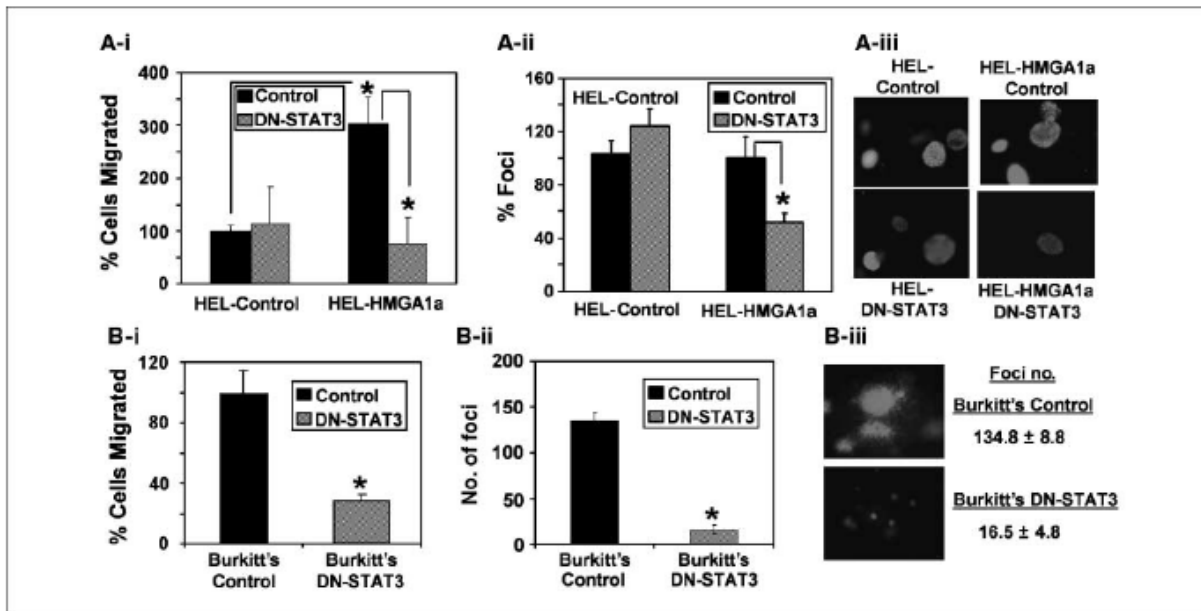 A-i
% Cells Migrated
400
300
200
100
0
Control
DN-STAT3
*
*
HEL-Control
HEL-HMGA1a
A-ii
% Foci
160
120
80
40
0
HEL-Control
Control
DN-STAT3
*
HEL-Control
HEL-HMGA1a
A-iii
HEL-
Control
HEL-HMGA1a
Control
HEL-
DN-STAT3
HEL-HMGA1a
DN-STAT3
B-i
% Cells Migrated
120
80
40
0
Control
DN-STAT3
*
Burkitt's
Control
Burkitt's
DN-STAT3
B-ii
No. of foci
200
150
100
50
0
Control
DN-STAT3
*
Burkitt's
Control
Burkitt's
DN-STAT3
B-iii
Foci no.
Burkitt's Control
134.8 ± 8.8
Burkitt's DN-STAT3
16.5 ± 4.8